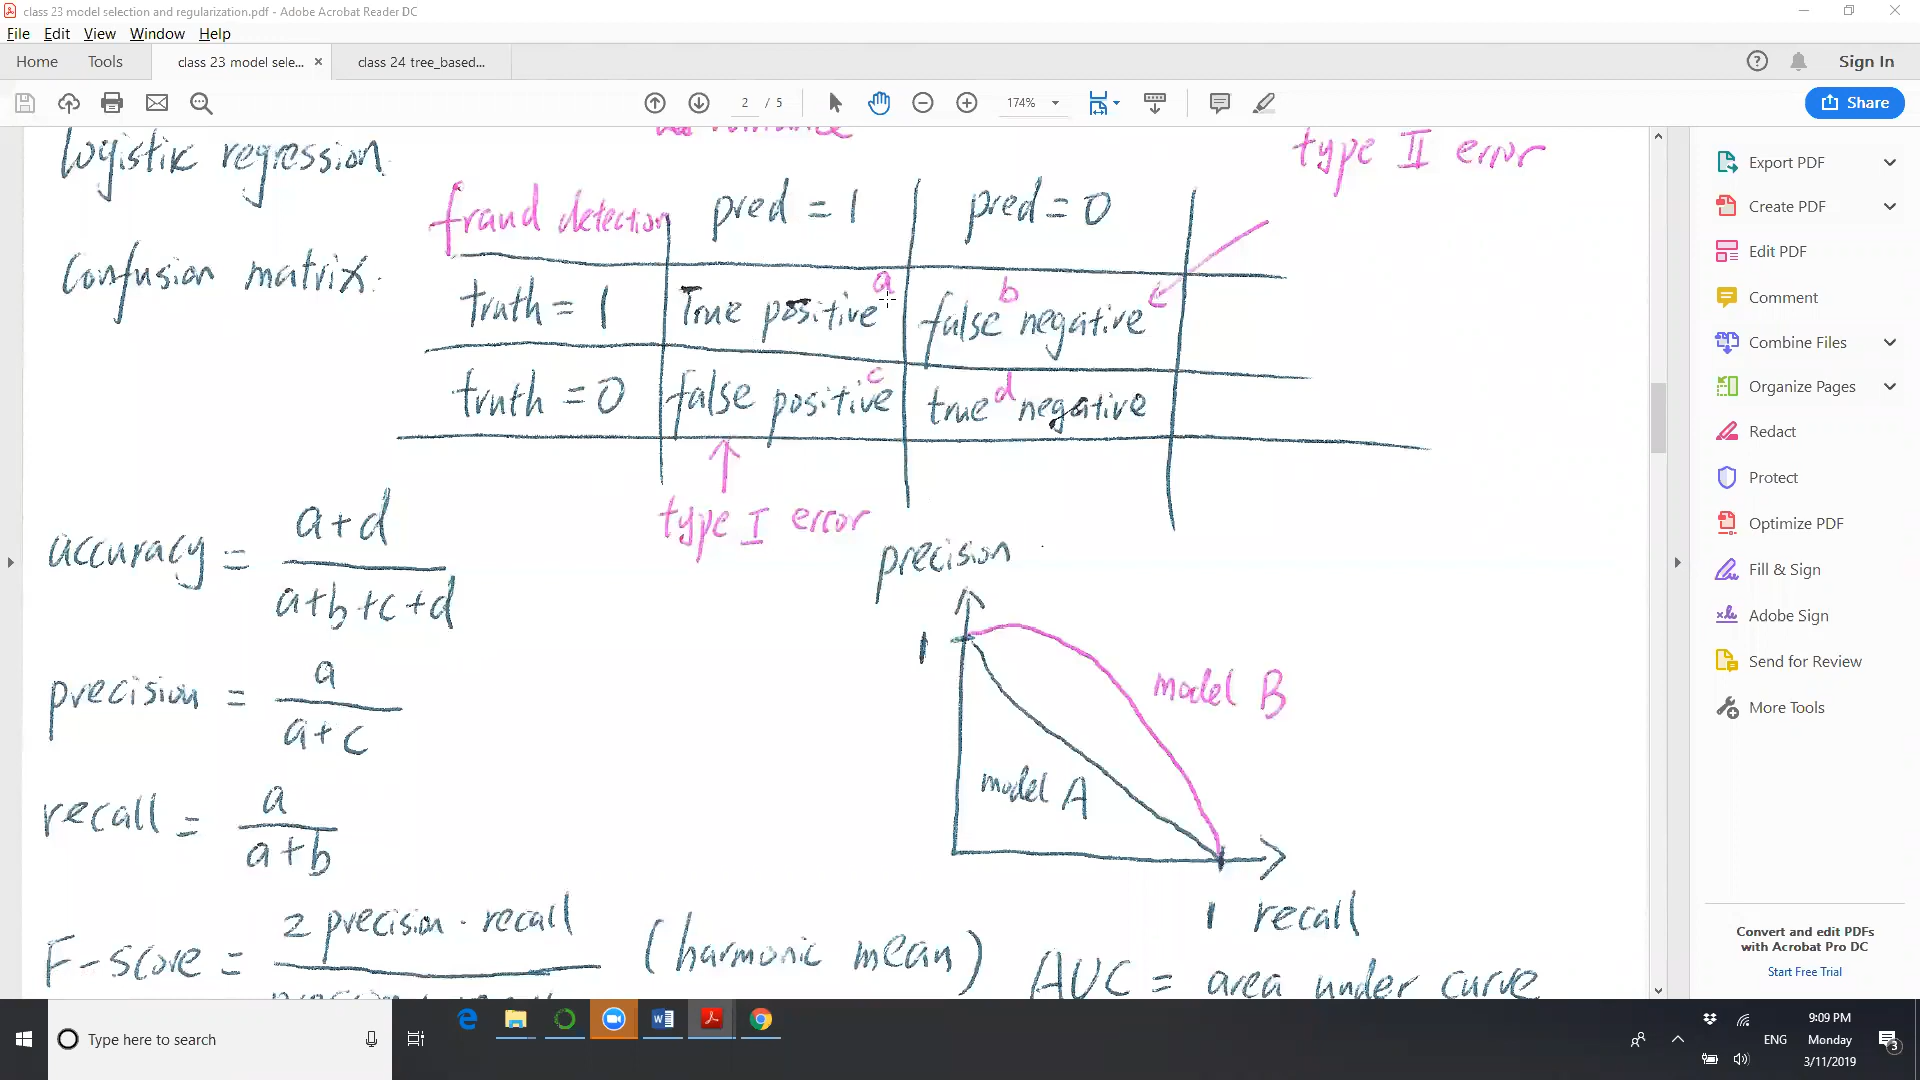 class 23 model selection and regularization.pdf - Adobe Acrobat Reader DC
File Edit View Window Help
Home Tools class 23 model sele... × class 24 tree_based... Sign In
2 / 5 174% Share
logistic regression
type II error
fraud detection pred = 1 pred = 0
confusion matrix:
truth = 1 True positive a false negative b
truth = 0 false positive c true negative d
type I error
accuracy = a+d
a+b+c+d
precision
1
model B
precision = a
a+c
model A
recall = a
a+b
1 recall
F-score = 2 precision · recall (harmonic mean)
AUC = area under curve
Export PDF
Create PDF
Edit PDF
Comment
Combine Files
Organize Pages
Redact
Protect
Optimize PDF
Fill & Sign
Adobe Sign
Send for Review
More Tools
Convert and edit PDFs
with Acrobat Pro DC
Start Free Trial
Type here to search
ENG
9:09 PM
Monday
3/11/2019
3